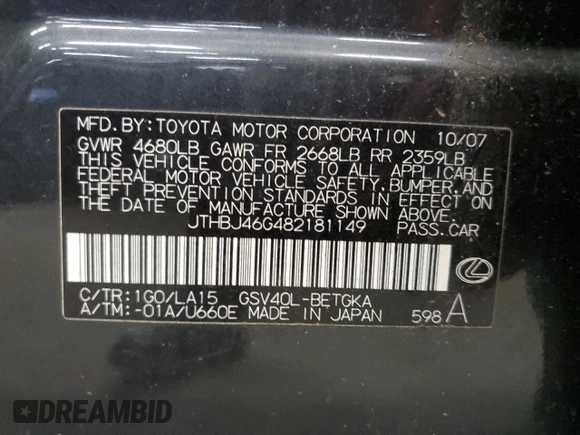 MFD. BY: TOYOTA MOTOR CORPORATION 10/07
GVWR 4680LB GAWR FR 2668LB RR 2359LB
THIS VEHICLE CONFORMS TO ALL APPLICABLE
FEDERAL MOTOR VEHICLE SAFETY, BUMPER, AND
THEFT PREVENTION STANDARDS IN EFFECT ON
THE DATE OF MANUFACTURE SHOWN ABOVE.
JTHBJ46G482181149 PASS. CAR
C/TR: 1G0/LA15 GSV40L-BETGKA
A/TM: -01A/U660E MADE IN JAPAN 598 A
DREAMBID